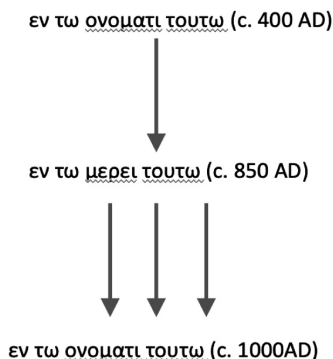 εν τω ονοματι τουτω (c. 400 AD)
εν τω μερει τουτω (c. 850 AD)
εν τω ονοματι τουτω (c. 1000AD)